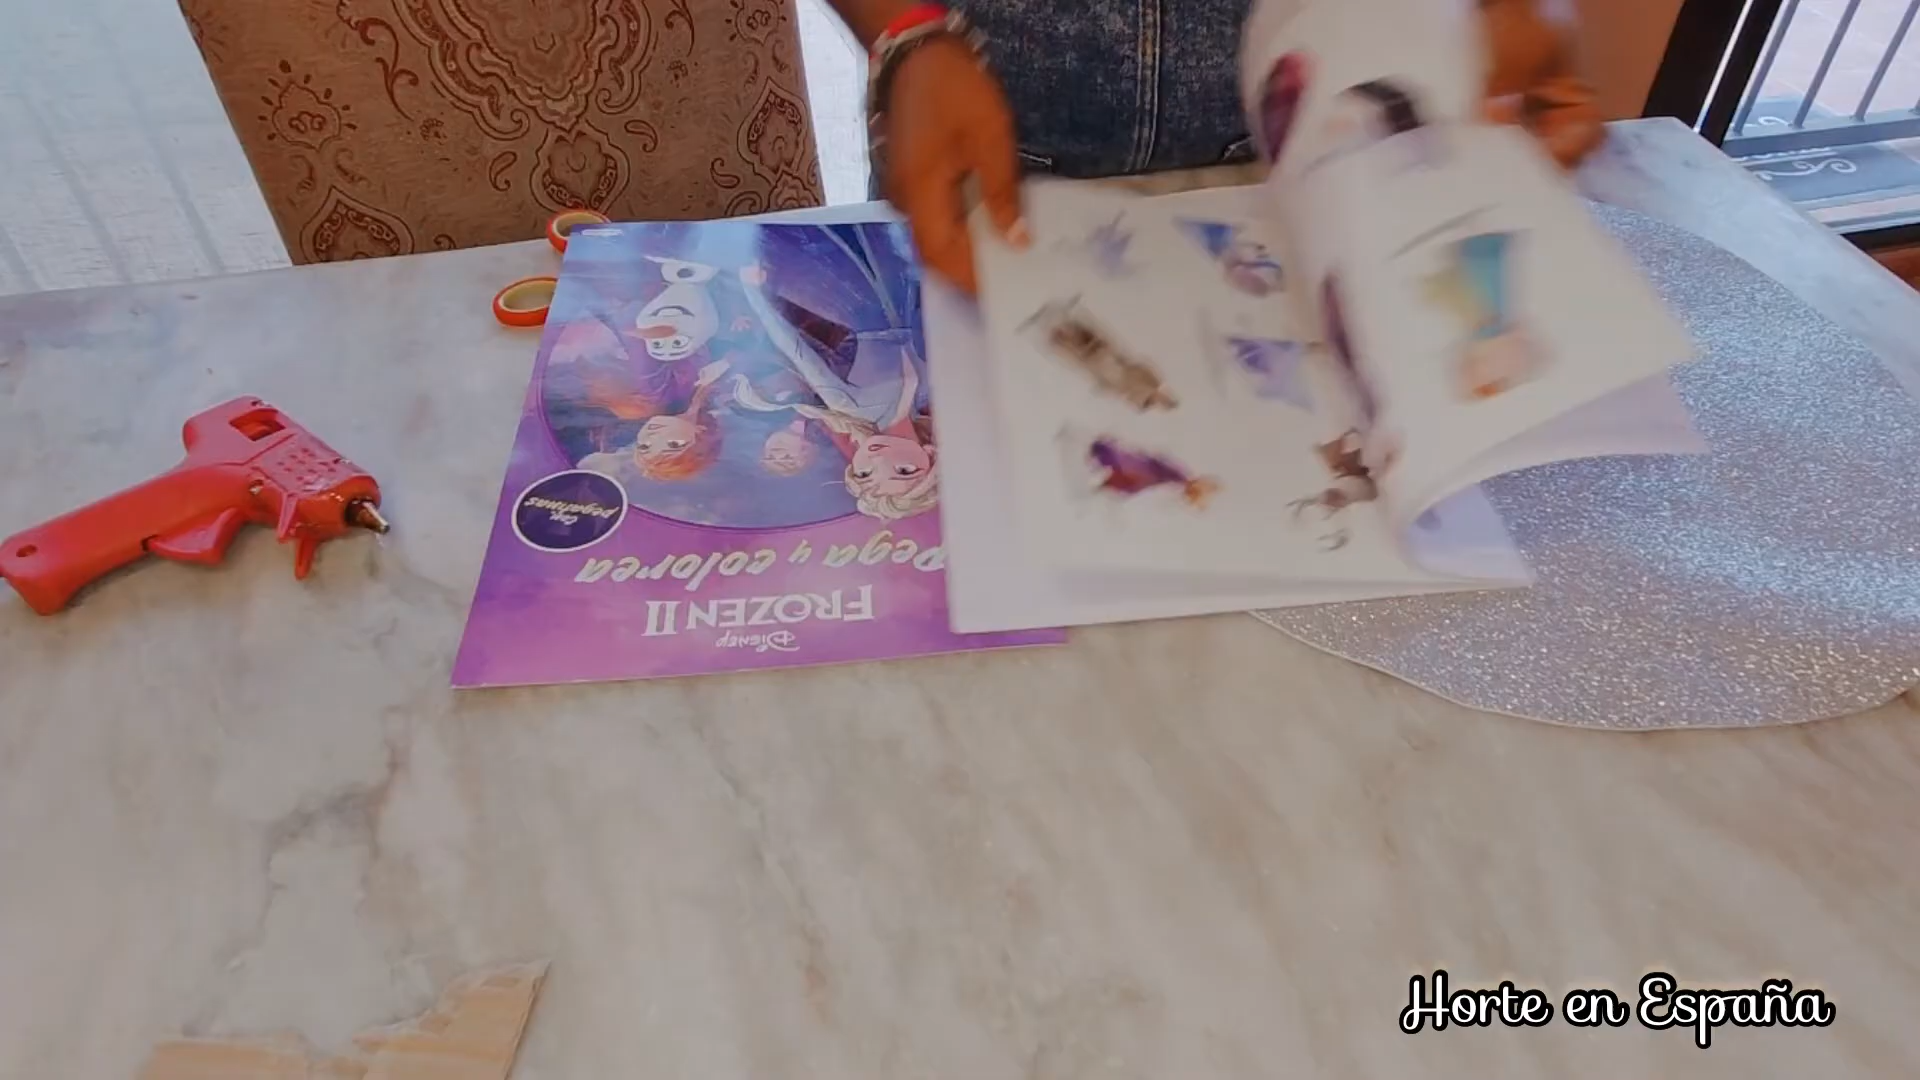 Con
pegatinas
Pega y colorea
DISNEY
FROZEN II
Horte en España